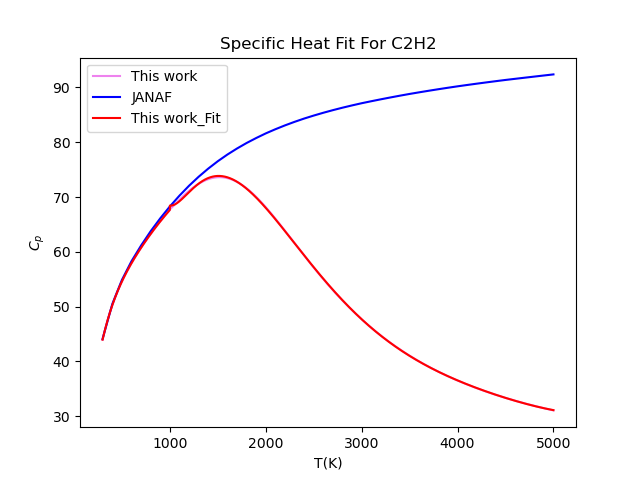 Specific Heat Fit For C2H2
This work
JANAF
This work_Fit
90
80
70
60
50
40
30
C_p
1000 2000 3000 4000 5000
T(K)